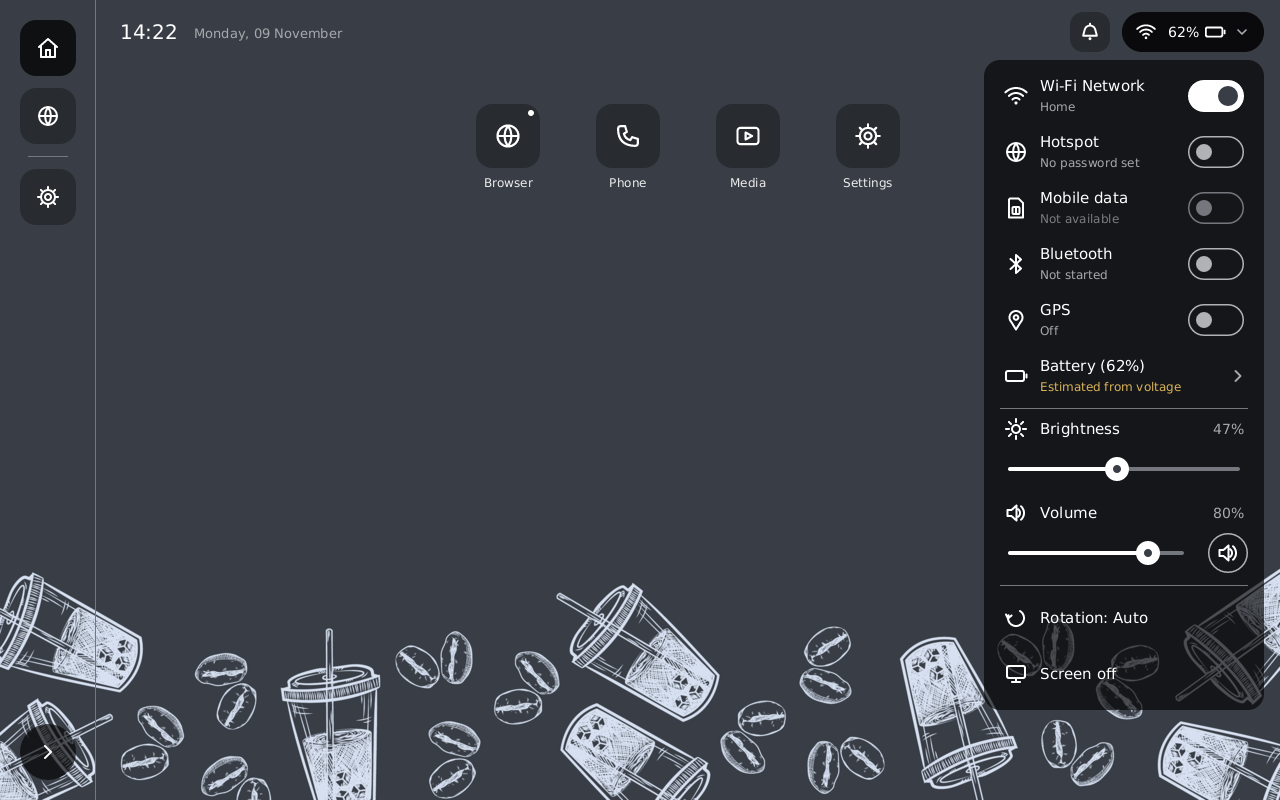 14:22 Monday, 09 November
62%
Browser
Phone
Media
Settings
Wi-Fi Network
Home
Hotspot
No password set
Mobile data
Not available
Bluetooth
Not started
GPS
Off
Battery (62%)
Estimated from voltage
Brightness 47%
Volume 80%
Rotation: Auto
Screen off